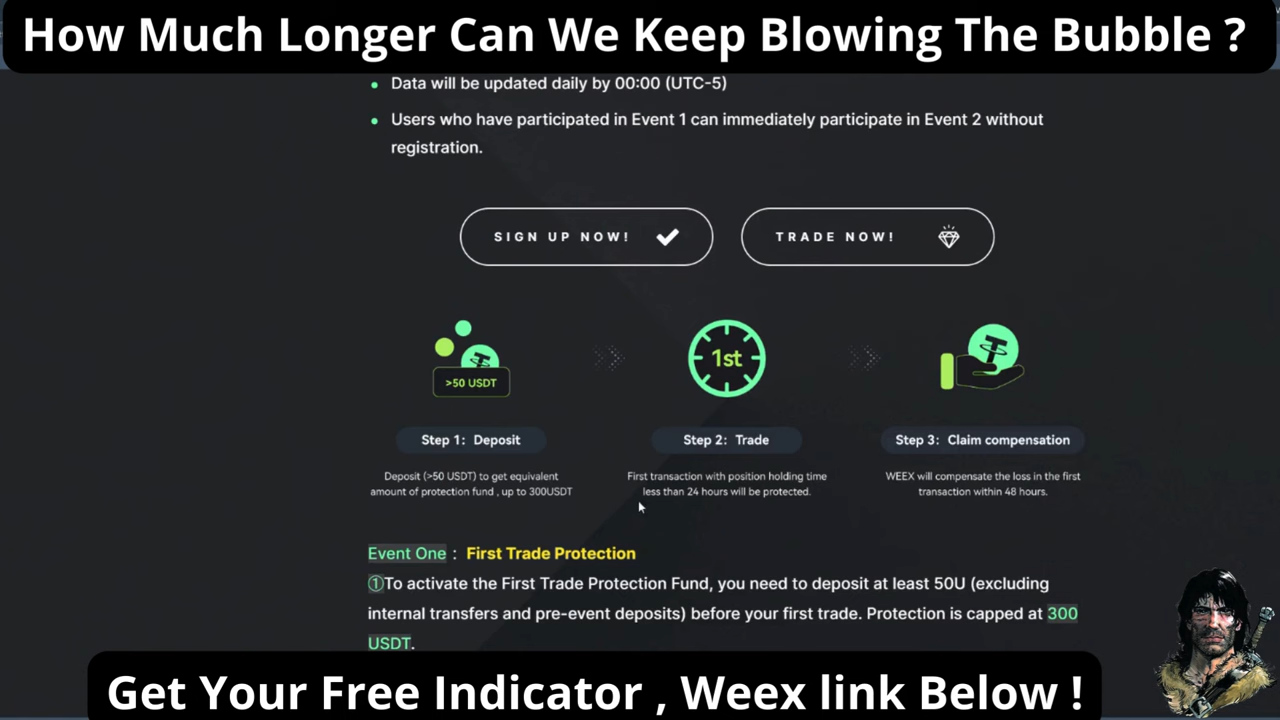 How Much Longer Can We Keep Blowing The Bubble ?
Data will be updated daily by 00:00 (UTC-5)
Users who have participated in Event 1 can immediately participate in Event 2 without
registration.
SIGN UP NOW!
TRADE NOW!
>50 USDT
1st
Step 1: Deposit
Step 2: Trade
Step 3: Claim compensation
Deposit (>50 USDT) to get equivalent
amount of protection fund , up to 300USDT
First transaction with position holding time
less than 24 hours will be protected.
WEEX will compensate the loss in the first
transaction within 48 hours.
Event One : First Trade Protection
①To activate the First Trade Protection Fund, you need to deposit at least 50U (excluding
internal transfers and pre-event deposits) before your first trade. Protection is capped at 300
USDT.
Get Your Free Indicator , Weex link Below !